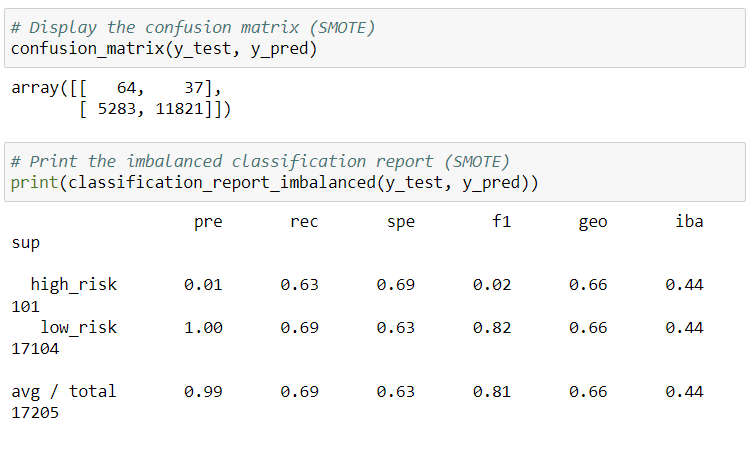 # Display the confusion matrix (SMOTE)
confusion_matrix(y_test, y_pred)
array([[   64,    37],
       [ 5283, 11821]])
# Print the imbalanced classification report (SMOTE)
print(classification_report_imbalanced(y_test, y_pred))
                   pre       rec       spe        f1       geo       iba
sup
  high_risk       0.01      0.63      0.69      0.02      0.66      0.44
101
   low_risk       1.00      0.69      0.63      0.82      0.66      0.44
17104
avg / total       0.99      0.69      0.63      0.81      0.66      0.44
17205